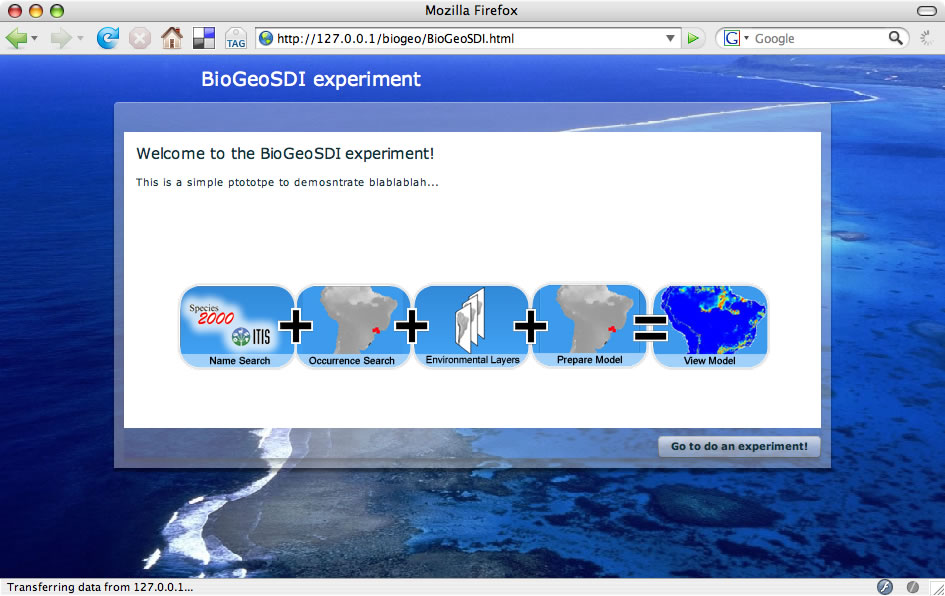 Mozilla Firefox
TAG
http://127.0.0.1/biogeo/BioGeoSDI.html
G
Google
BioGeoSDI experiment
Welcome to the BioGeoSDI experiment!
This is a simple ptototpe to demosntrate blablablah...
Species
2000
ITIS
Name Search
Occurrence Search
Environmental Layers
Prepare Model
View Model
Go to do an experiment!
Transferring data from 127.0.0.1...